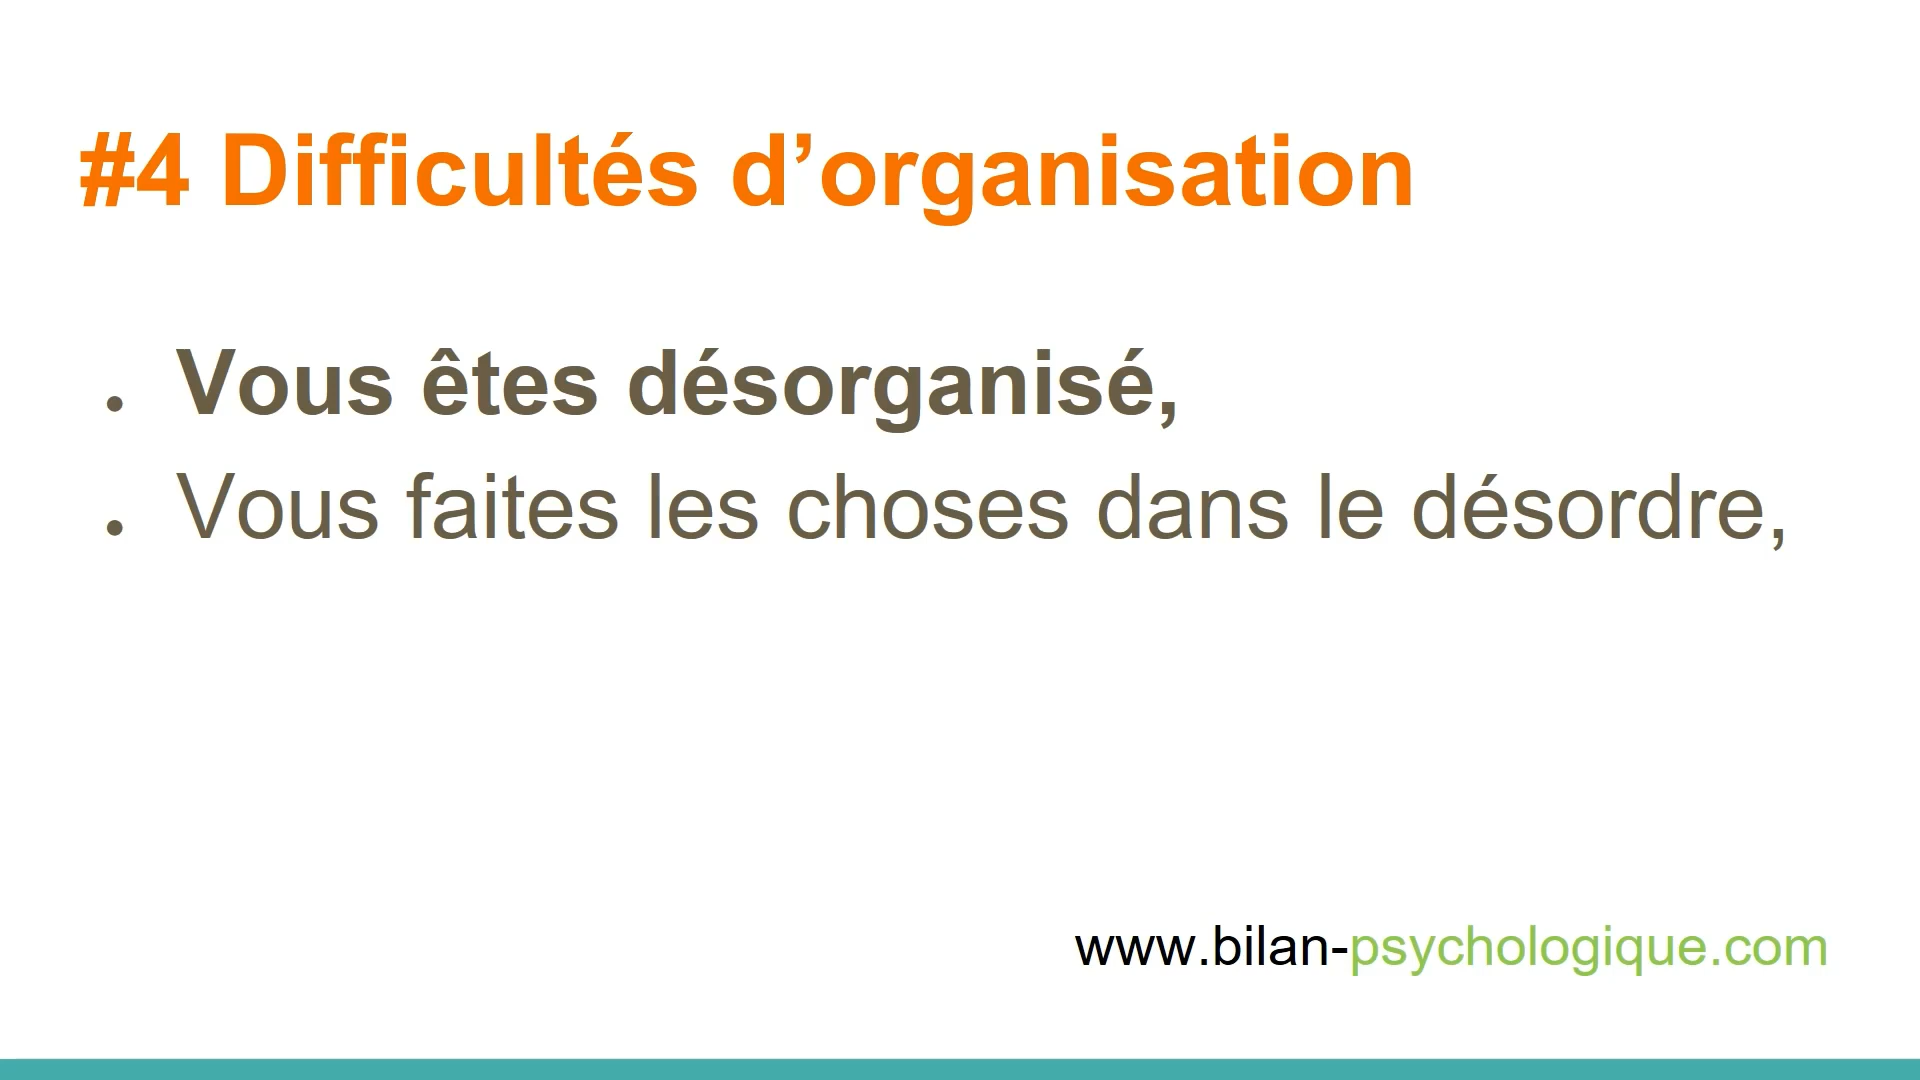 #4 Difficultés d’organisation
• Vous êtes désorganisé,
• Vous faites les choses dans le désordre,
www.bilan-psychologique.com